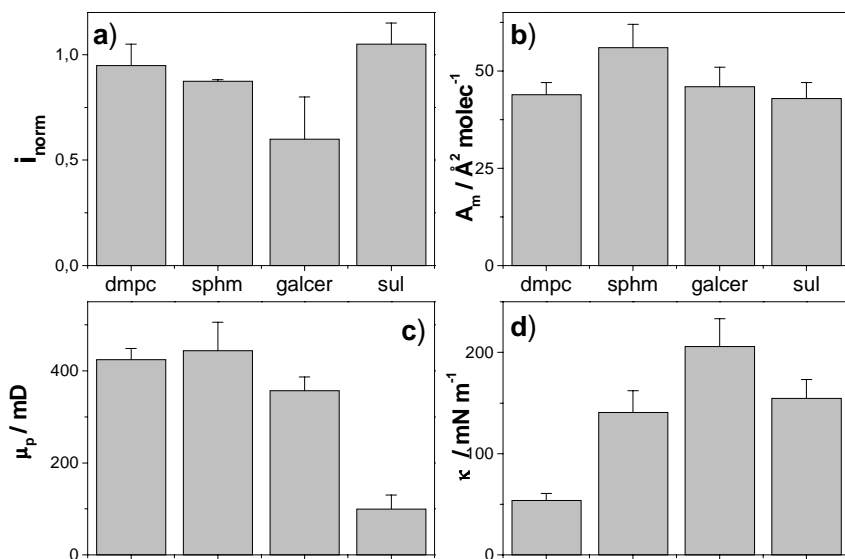 a)
1,0
0,5
0,0
i_norm
dmpc sphm galcer sul
b)
50
25
0
A_m / Å² molec⁻¹
dmpc sphm galcer sul
c)
400
200
0
μ_p / mD
d)
200
100
0
κ / mN m⁻¹